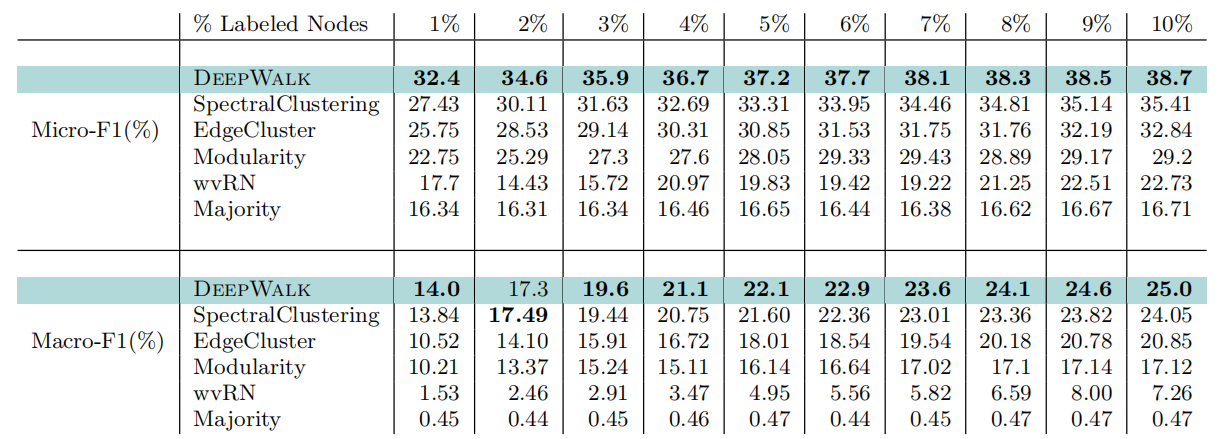 % Labeled Nodes 1% 2% 3% 4% 5% 6% 7% 8% 9% 10%
DEEPWALK 32.4 34.6 35.9 36.7 37.2 37.7 38.1 38.3 38.5 38.7
SpectralClustering 27.43 30.11 31.63 32.69 33.31 33.95 34.46 34.81 35.14 35.41
Micro-F1(%) EdgeCluster 25.75 28.53 29.14 30.31 30.85 31.53 31.75 31.76 32.19 32.84
Modularity 22.75 25.29 27.3 27.6 28.05 29.33 29.43 28.89 29.17 29.2
wvRN 17.7 14.43 15.72 20.97 19.83 19.42 19.22 21.25 22.51 22.73
Majority 16.34 16.31 16.34 16.46 16.65 16.44 16.38 16.62 16.67 16.71
DEEPWALK 14.0 17.3 19.6 21.1 22.1 22.9 23.6 24.1 24.6 25.0
SpectralClustering 13.84 17.49 19.44 20.75 21.60 22.36 23.01 23.36 23.82 24.05
Macro-F1(%) EdgeCluster 10.52 14.10 15.91 16.72 18.01 18.54 19.54 20.18 20.78 20.85
Modularity 10.21 13.37 15.24 15.11 16.14 16.64 17.02 17.1 17.14 17.12
wvRN 1.53 2.46 2.91 3.47 4.95 5.56 5.82 6.59 8.00 7.26
Majority 0.45 0.44 0.45 0.46 0.47 0.44 0.45 0.47 0.47 0.47